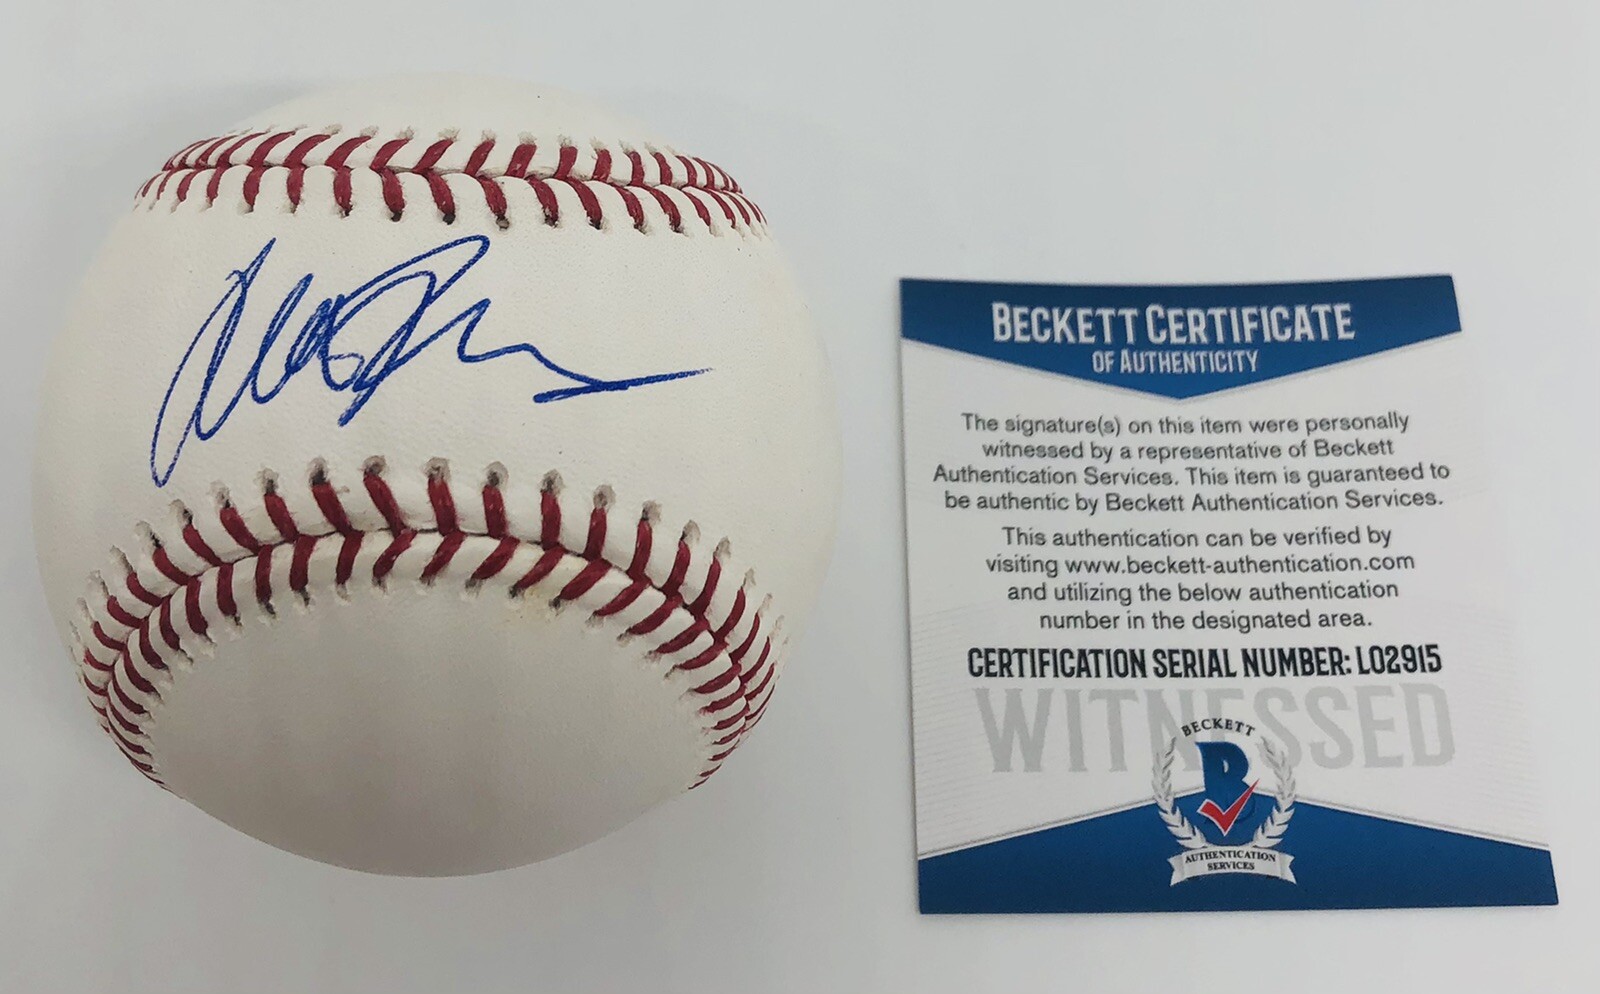 BECKETT CERTIFICATE
OF AUTHENTICITY
The signature(s) on this item were personally
witnessed by a representative of Beckett
Authentication Services. This item is guaranteed to
be authentic by Beckett Authentication Services.
This authentication can be verified by
visiting www.beckett-authentication.com
and utilizing the below authentication
number in the designated area.
CERTIFICATION SERIAL NUMBER: L02915
WITNESSED
BECKETT
B
AUTHENTICATION
SERVICES